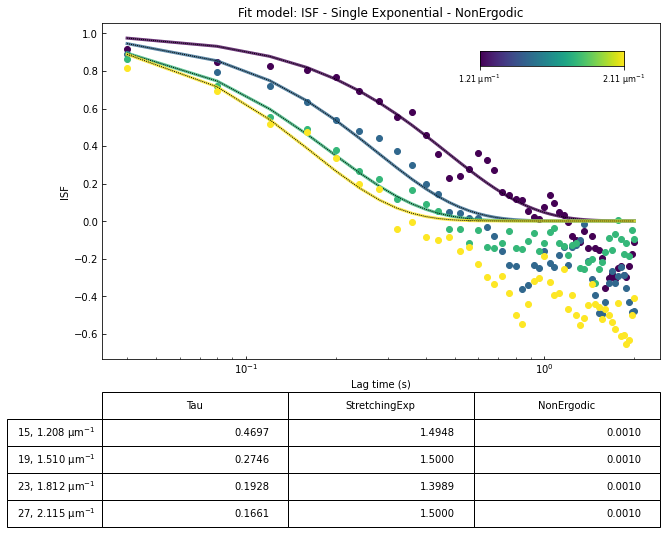 Fit model: ISF - Single Exponential - NonErgodic
1.0
0.8
0.6
0.4
0.2
0.0
−0.2
−0.4
−0.6
ISF
1.21 μm⁻¹ 2.11 μm⁻¹
10⁻¹ 10⁰
Lag time (s)
Tau StretchingExp NonErgodic
15, 1.208 μm⁻¹ 0.4697 1.4948 0.0010
19, 1.510 μm⁻¹ 0.2746 1.5000 0.0010
23, 1.812 μm⁻¹ 0.1928 1.3989 0.0010
27, 2.115 μm⁻¹ 0.1661 1.5000 0.0010